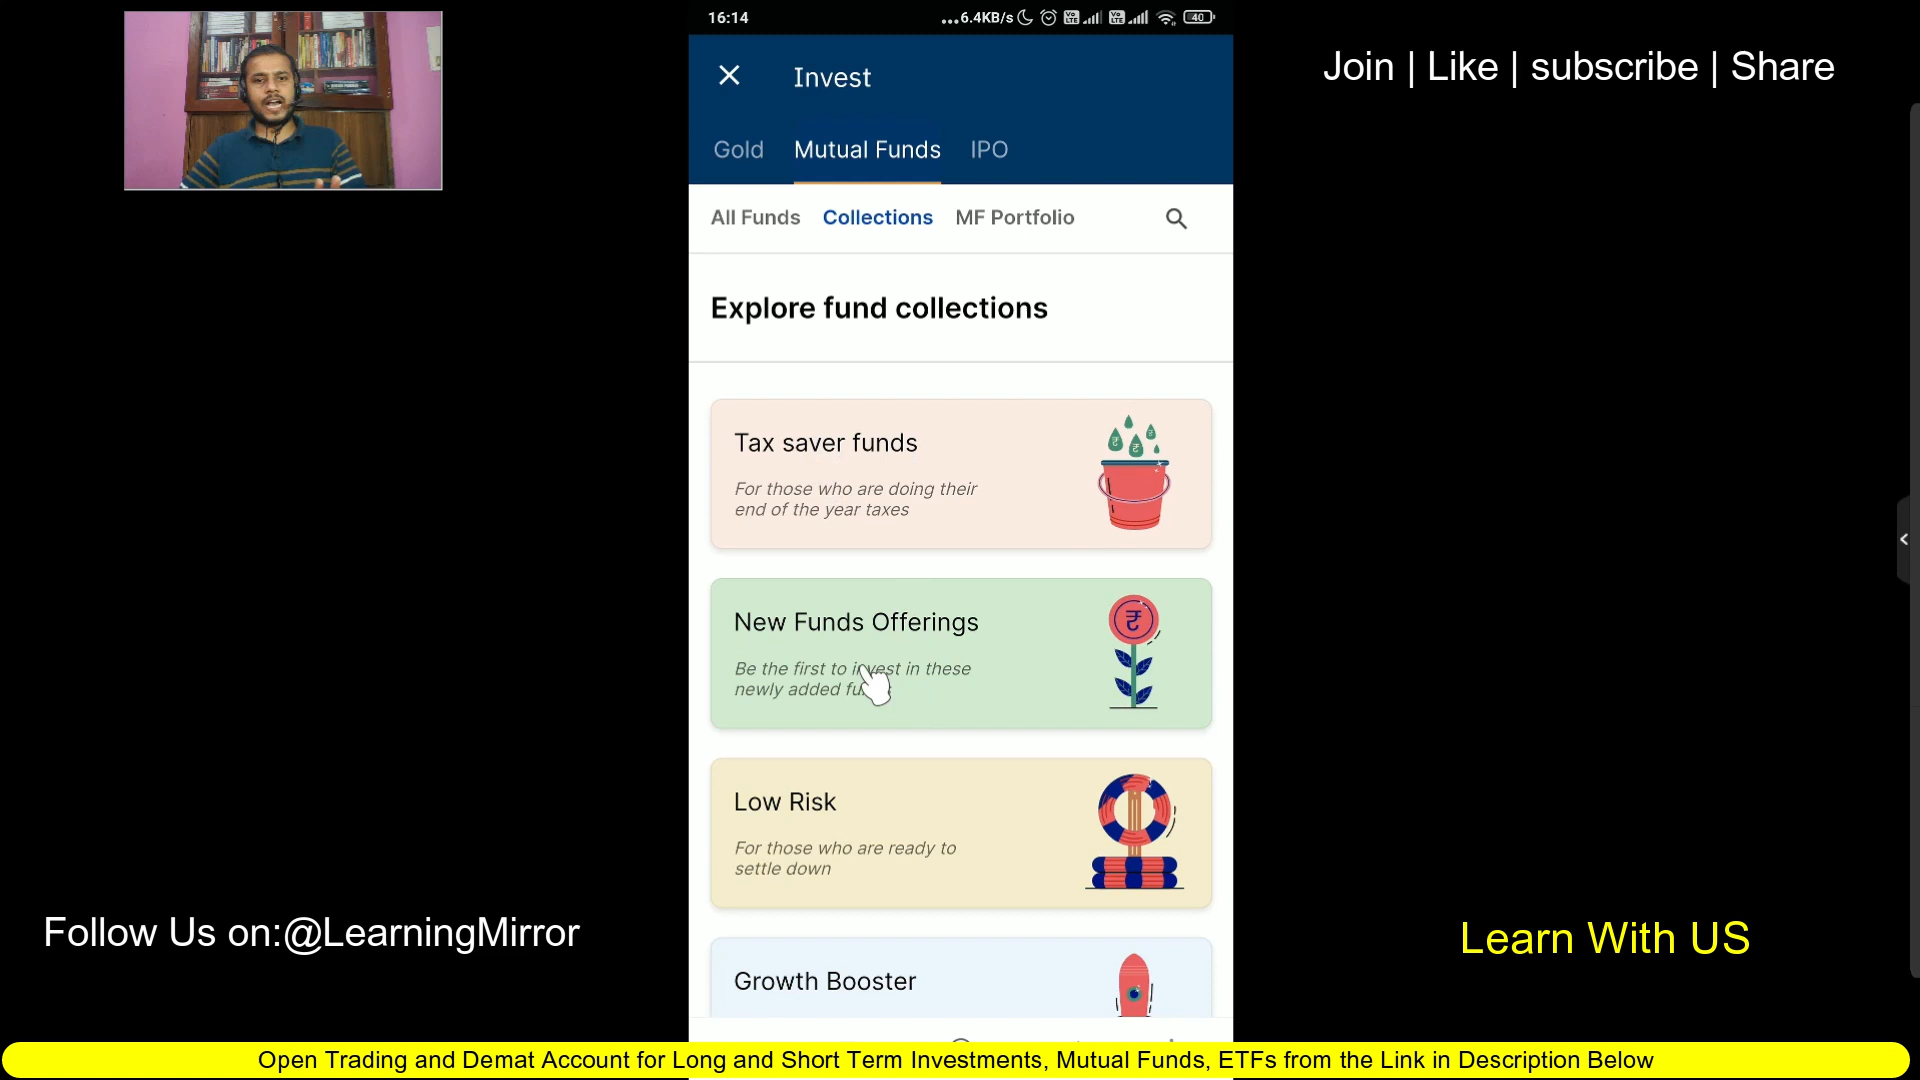 16:14
...6.4KB/s
40
Join | Like | subscribe | Share
Invest
Gold Mutual Funds IPO
All Funds Collections MF Portfolio
Explore fund collections
Tax saver funds
For those who are doing their
end of the year taxes
New Funds Offerings
Be the first to invest in these
newly added
Low Risk
For those who are ready to
settle down
Follow Us on:@LearningMirror
Learn With US
Growth Booster
Open Trading and Demat Account for Long and Short Term Investments, Mutual Funds, ETFs from the Link in Description Below